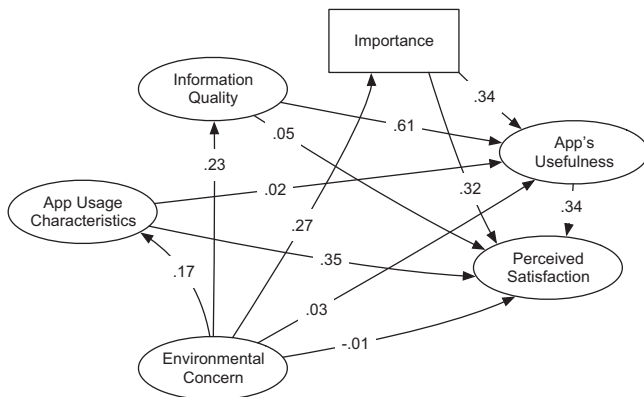 Importance
Information
Quality
.34
.05
.61
App's
Usefulness
.23
.02
.32
App Usage
Characteristics
.34
.27
.35
Perceived
Satisfaction
.17
.03
-.01
Environmental
Concern